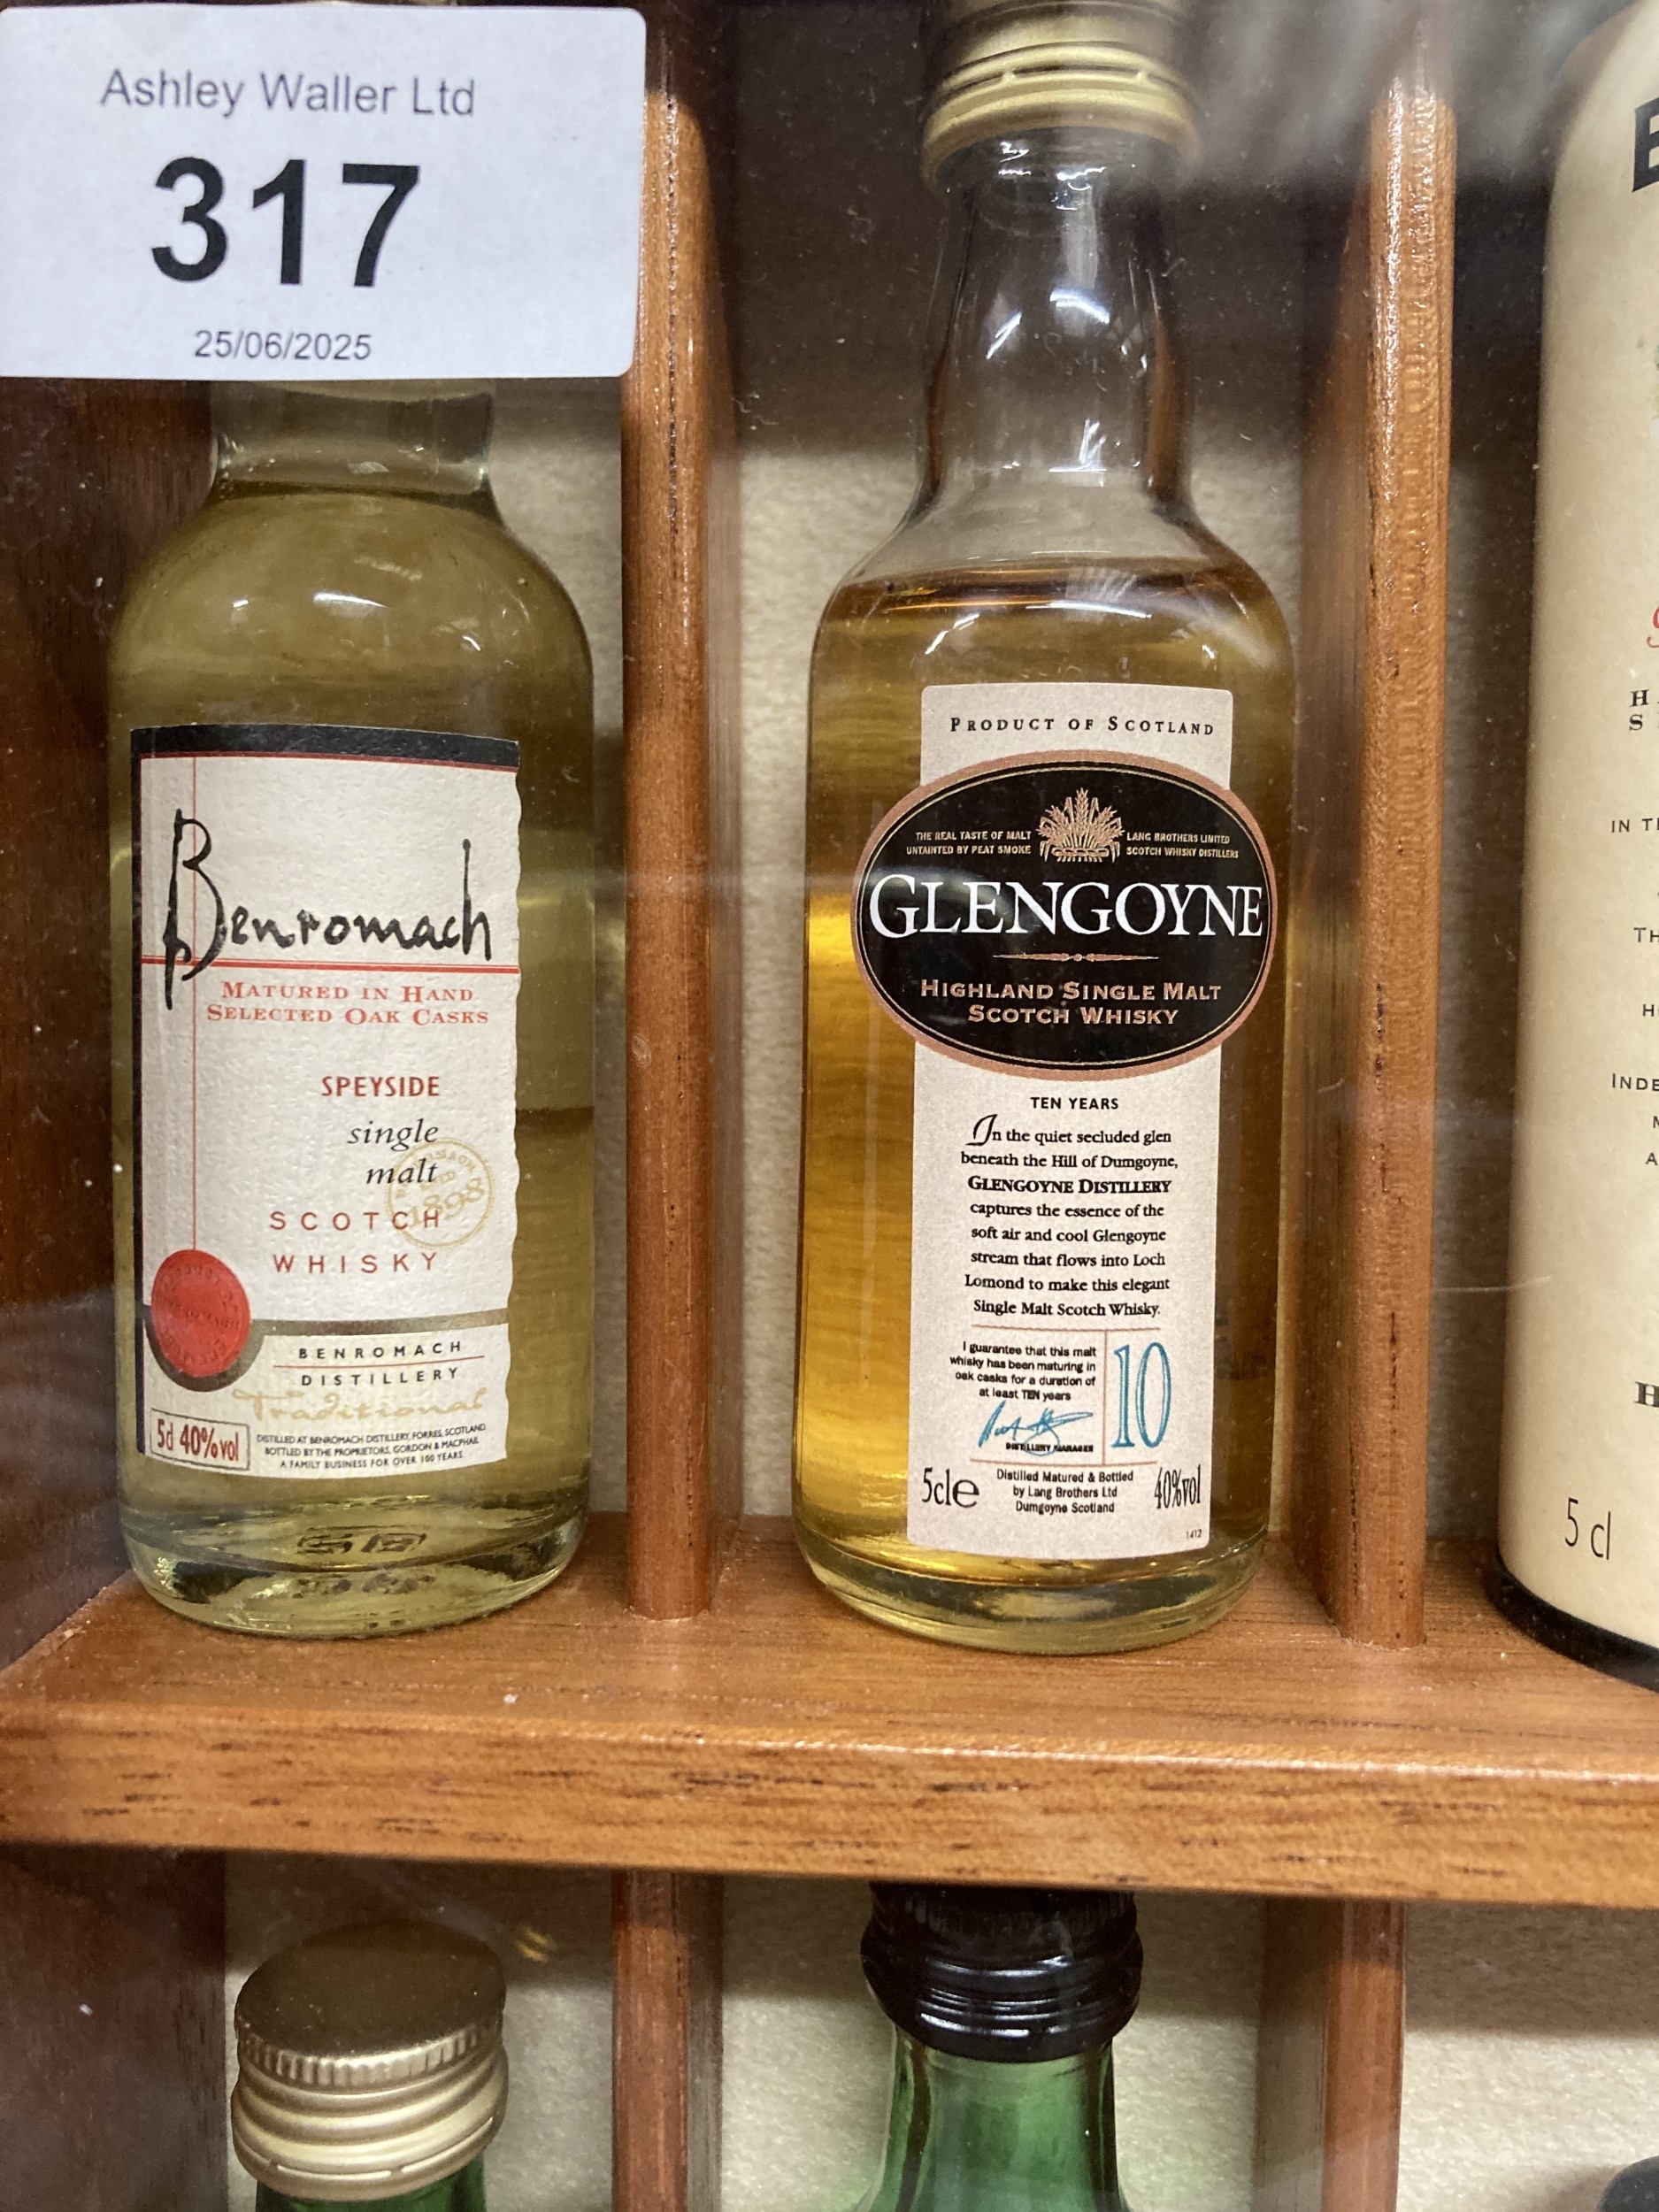 Ashley Waller Ltd
317
25/06/2025
Benromach
MATURED IN HAND
SELECTED OAK CASKS
SPEYSIDE
single
malt
1898
SCOTCH
WHISKY
BENROMACH
DISTILLERY
Traditional
5cl 40%vol
DISTILLED AT BENROMACH DISTILLERY, FORRES, SCOTLAND
BOTTLED BY THE PROPRIETORS, GORDON & MACPHAIL
A FAMILY BUSINESS FOR OVER 100 YEARS
PRODUCT OF SCOTLAND
THE REAL TASTE OF MALT
UNTAINTED BY PEAT SMOKE
LANG BROTHERS LIMITED
SCOTCH WHISKY DISTILLERS
GLENGOYNE
HIGHLAND SINGLE MALT
SCOTCH WHISKY
TEN YEARS
In the quiet secluded glen
beneath the Hill of Dumgoyne,
GLENGOYNE DISTILLERY
captures the essence of the
soft air and cool Glengoyne
stream that flows into Loch
Lomond to make this elegant
Single Malt Scotch Whisky.
I guarantee that this malt
whisky has been maturing in
oak casks for a duration of
at least TEN years
10
DISTILLERY MANAGER
5cle
Distilled Matured & Bottled
by Lang Brothers Ltd
Dumgoyne Scotland
40%vol
1412
IN
5 cl